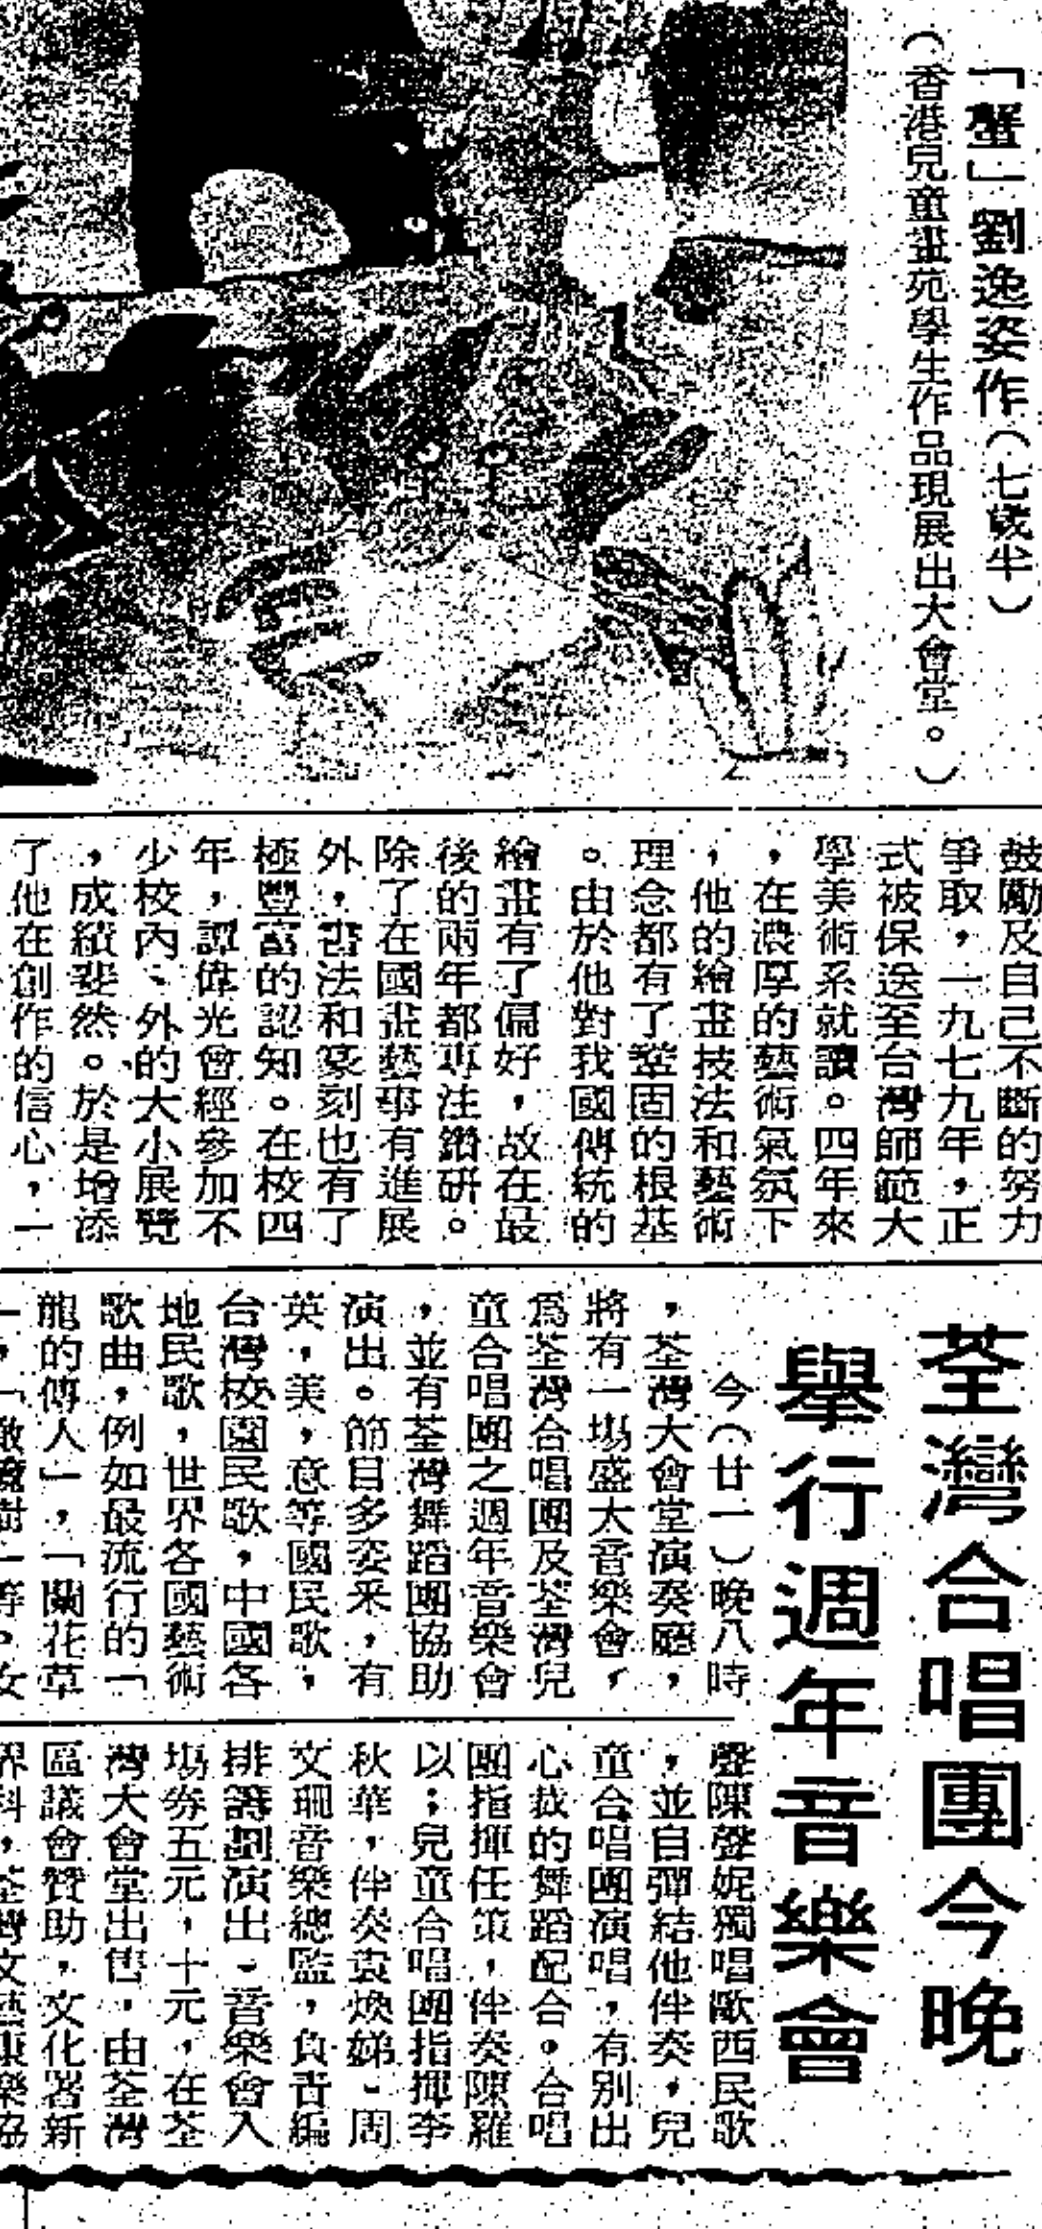 「蟹」劉逸姿作（七歲半）
（香港兒童畫苑學生作品現展出大會堂。）
鼓勵及自己不斷的努力
爭取，一九七九年，正
式被保送至台灣師範大
學美術系就讀。四年來
，在濃厚的藝術氣氛下
，他的繪畫技法和藝術
理念都有了鞏固的根基
。由於他對我國傳統的
繪畫有了偏好，故在最
後的兩年都專注鑽研。
除了在國畫藝事有進展
外，書法和篆刻也有了
極豐富的認知。在校四
年，譚偉光曾經參加不
少校內、外的大小展覽
，成績斐然。於是增添
了他在創作的信心，一
荃灣合唱團今晚
舉行週年音樂會
今（廿一）晚八時
，荃灣大會堂演奏廳，
將有一場盛大音樂會，
爲荃灣合唱團及荃灣兒
童合唱團之週年音樂會
，並有荃灣舞蹈團協助
演出。節目多姿釆，有
英，美，意等國民歌，
台灣校園民歌，中國各
地民歌，世界各國藝術
歌曲，例如最流行的「
龍的傳人」，「蘭花草
」，「橄欖樹」等。女
聲陳聲妮獨唱歐西民歌
，並自彈結他伴奏，兒
童合唱團演唱，有別出
心裁的舞蹈配合。合唱
團指揮任策，伴奏陳羅
以；兒童合唱團指揮李
秋華，伴奏袁煥娣。周
文珊音樂總監，負責編
排籌劃演出。音樂會入
場券五元，十元，在荃
灣大會堂出售，由荃灣
區議會贊助，文化署新
界科，荃灣文藝康樂協